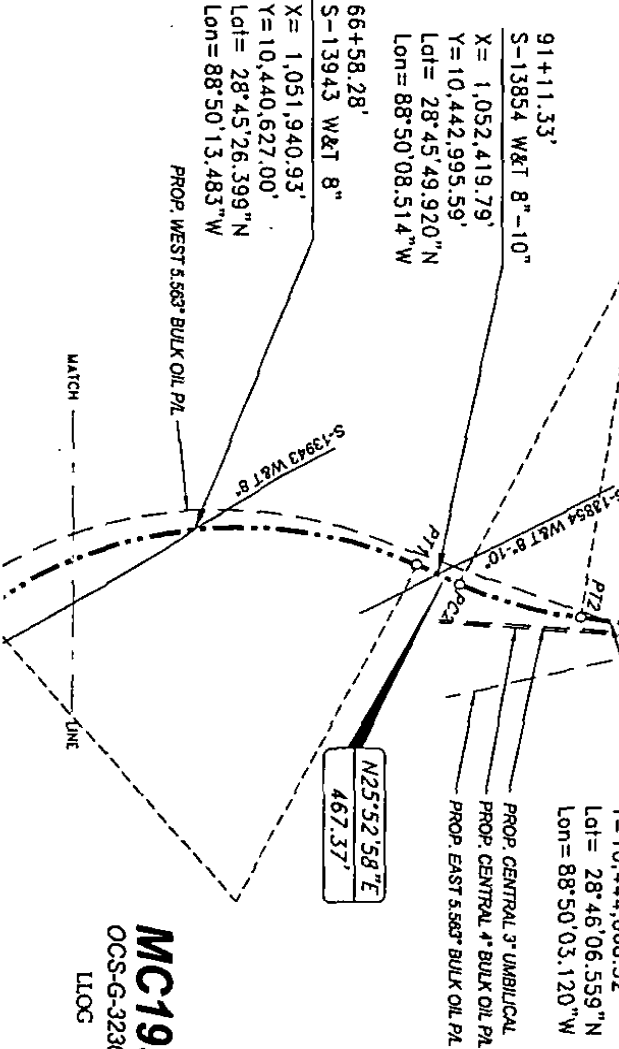 91+11.33'
S-13854 W&T 8"-10"
X= 1,052,419.79'
Y=10,442,995.59'
Lat= 28°45'49.920"N
Lon= 88°50'08.514"W
66+58.28'
S-13943 W&T 8"
X= 1,051,940.93'
Y=10,440,627.00'
Lat= 28°45'26.399"N
Lon= 88°50'13.483"W
PROP. WEST 5.563" BULK OIL P/L
MATCH
LINE
S-13943 W&T 8"
S-13854 W&T 8"-10"
PT1
PC2
PT2
N25°52'58"E
467.37'
Lat= 28°46'06.559"N
Lon= 88°50'03.120"W
PROP. CENTRAL 3" UMBILICAL
PROP. CENTRAL 4" BULK OIL P/L
PROP. EAST 5.563" BULK OIL P/L
MC19
OCS-G-323
LLOG